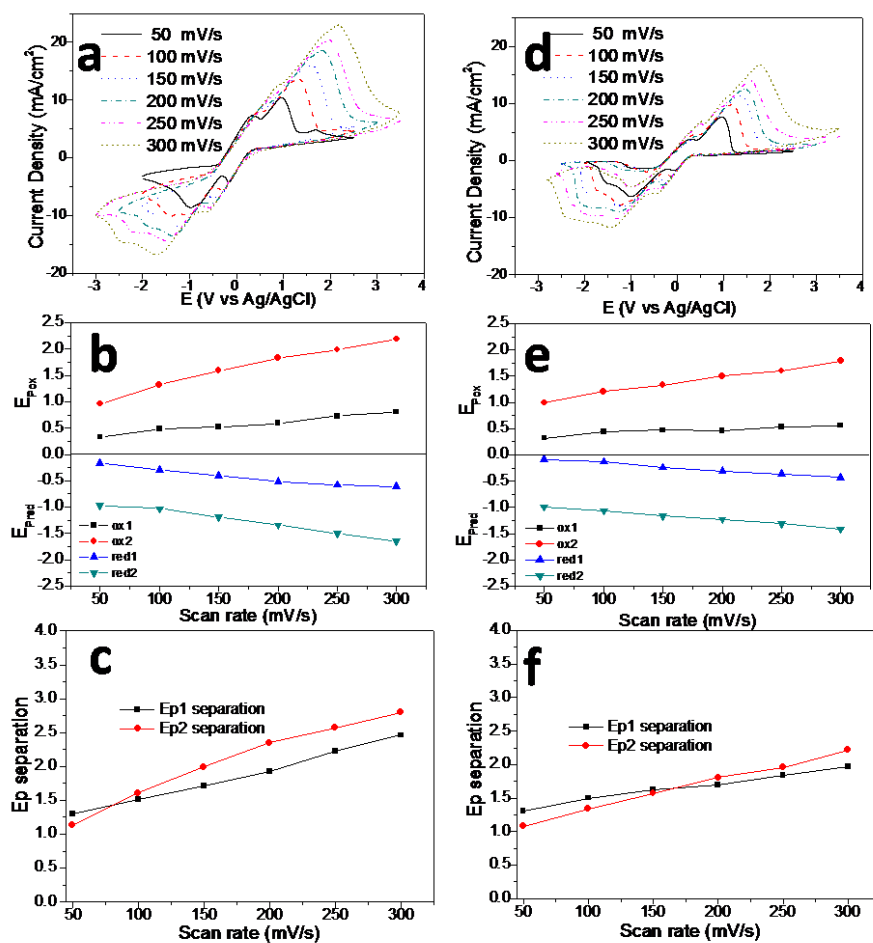 a
50 mV/s
100 mV/s
150 mV/s
200 mV/s
250 mV/s
300 mV/s
Current Density (mA/cm²)
20
10
0
-10
-20
-3 -2 -1 0 1 2 3 4
E (V vs Ag/AgCl)
d
50 mV/s
100 mV/s
150 mV/s
200 mV/s
250 mV/s
300 mV/s
Current Density (mA/cm²)
20
10
0
-10
-20
-3 -2 -1 0 1 2 3 4
E (V vs Ag/AgCl)
b
E_Pox
E_Pred
2.5
2.0
1.5
1.0
0.5
0.0
-0.5
-1.0
-1.5
-2.0
-2.5
ox1
ox2
red1
red2
50 100 150 200 250 300
Scan rate (mV/s)
e
E_Pox
E_Pred
2.5
2.0
1.5
1.0
0.5
0.0
-0.5
-1.0
-1.5
-2.0
-2.5
ox1
ox2
red1
red2
50 100 150 200 250 300
Scan rate (mV/s)
c
Ep1 separation
Ep2 separation
Ep separation
4.0
3.5
3.0
2.5
2.0
1.5
1.0
0.5
0.0
50 100 150 200 250 300
Scan rate (mV/s)
f
Ep1 separation
Ep2 separation
Ep separation
4.0
3.5
3.0
2.5
2.0
1.5
1.0
0.5
0.0
50 100 150 200 250 300
Scan rate (mV/s)